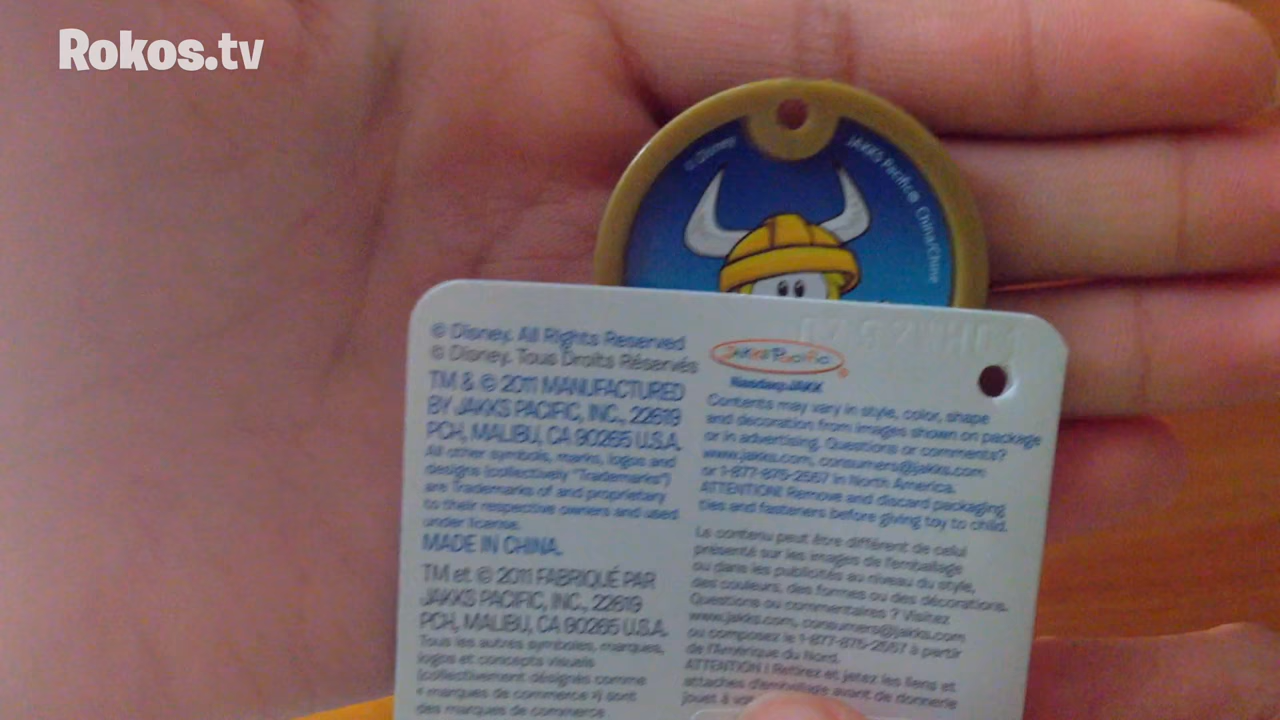 Rokos.tv
© Disney
JAKKS Pacific® China/Chine
© Disney. All Rights Reserved
© Disney. Tous Droits Réservés
TM & © 2011 MANUFACTURED
BY JAKKS PACIFIC, INC., 22619
PCH, MALIBU, CA 90265 U.S.A.
All other symbols, marks, logos and
designs (collectively "Trademarks")
are Trademarks of and proprietary
to their respective owners and used
under license.
MADE IN CHINA.
TM et © 2011 FABRIQUÉ PAR
JAKKS PACIFIC, INC., 22619
PCH, MALIBU, CA 90265 U.S.A.
Tous les autres symboles, marques,
logos et concepts visuels
(collectivement désignés comme
« marques de commerce ») sont
des marques de commerce
JAKKS Pacific®
Nasdaq:JAKK
Contents may vary in style, color, shape
and decoration from images shown on package
or in advertising. Questions or comments?
www.jakks.com, consumers@jakks.com
or 1-877-875-2557 in North America.
ATTENTION! Remove and discard packaging
ties and fasteners before giving toy to child.
Le contenu peut être différent de celui
présenté sur les images de l'emballage
ou dans les publicités au niveau du style,
des couleurs, des formes ou des décorations.
Questions ou commentaires ? Visitez
www.jakks.com, consumers@jakks.com
ou composez le 1-877-875-2557 à partir
de l'Amérique du Nord.
ATTENTION ! Retirez et jetez les liens et
attaches d'emballage avant de donner le
jouet à